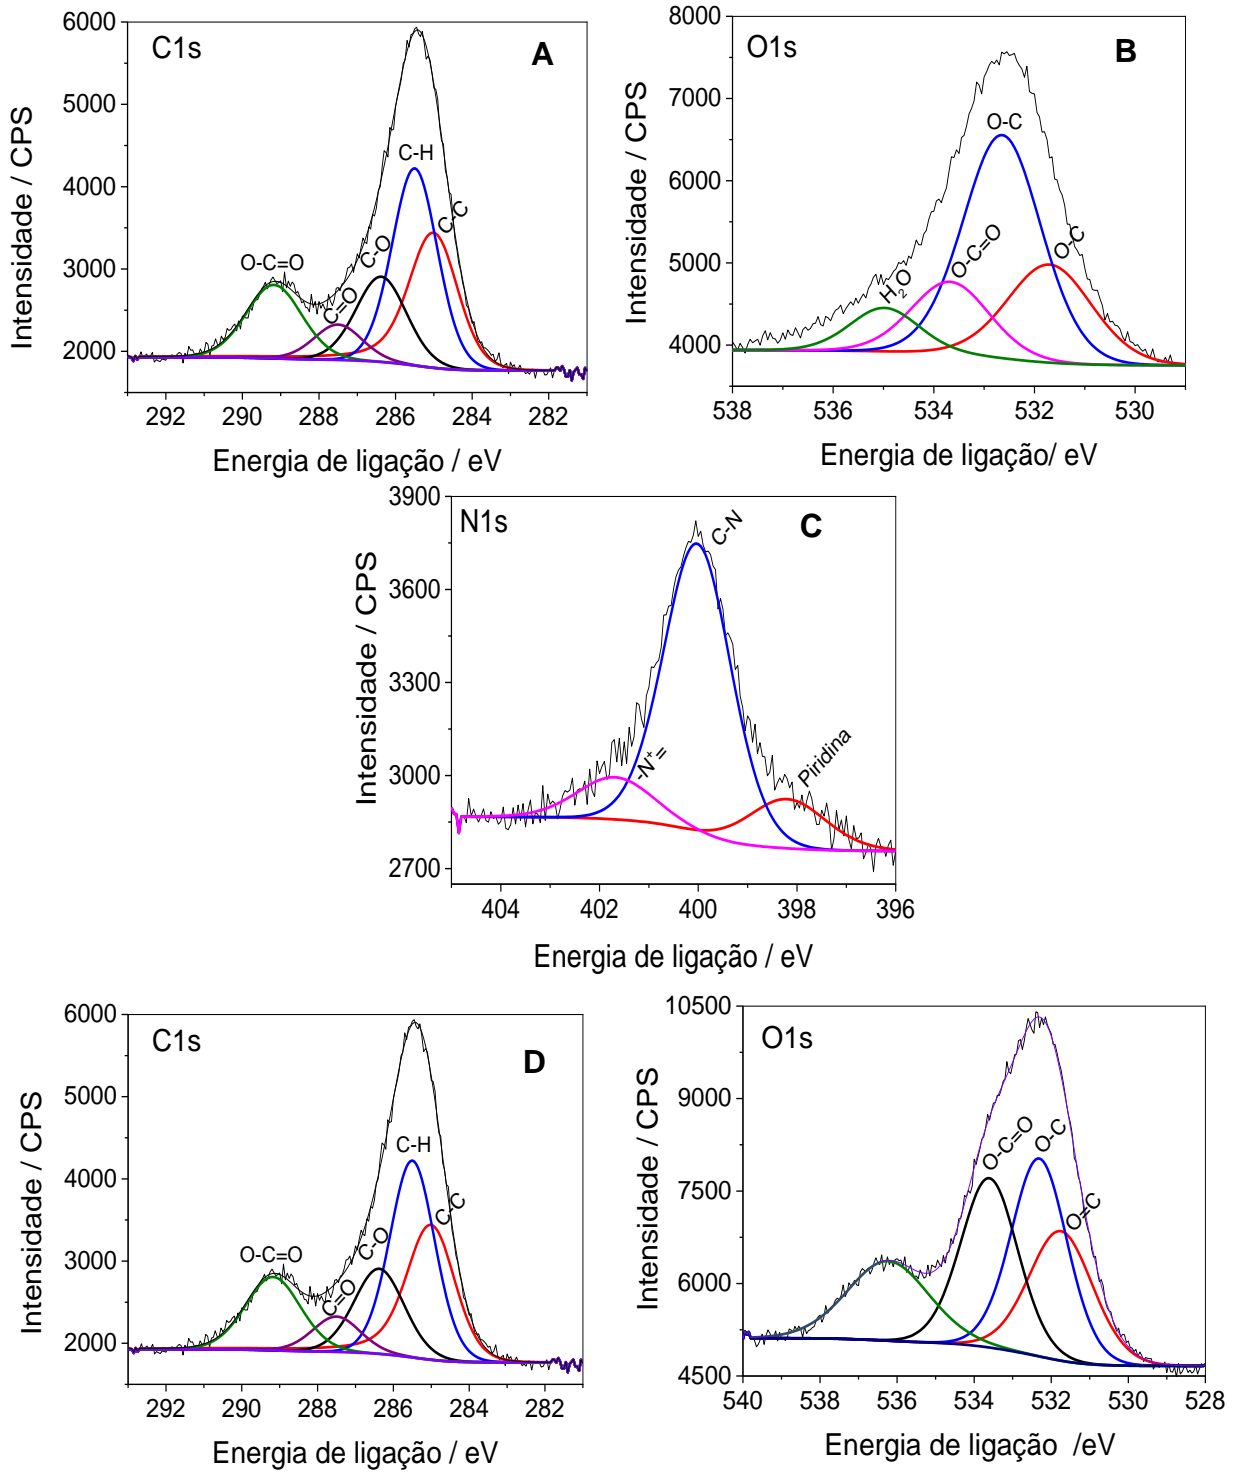 C1s
A
6000
5000
4000
3000
2000
Intensidade / CPS
O-C=O
C=O
C-O
C-H
C-C
292 290 288 286 284 282
Energia de ligação / eV
O1s
B
8000
7000
6000
5000
4000
Intensidade / CPS
H2O
O-C=O
O-C
O-C
538 536 534 532 530
Energia de ligação/ eV
N1s
C
3900
3600
3300
3000
2700
Intensidade / CPS
-N+=
C-N
Piridina
404 402 400 398 396
Energia de ligação / eV
C1s
D
6000
5000
4000
3000
2000
Intensidade / CPS
O-C=O
C=O
C-O
C-H
C-C
292 290 288 286 284 282
Energia de ligação / eV
O1s
10500
9000
7500
6000
4500
Intensidade / CPS
O-C=O
O-C
O=C
540 538 536 534 532 530 528
Energia de ligação /eV